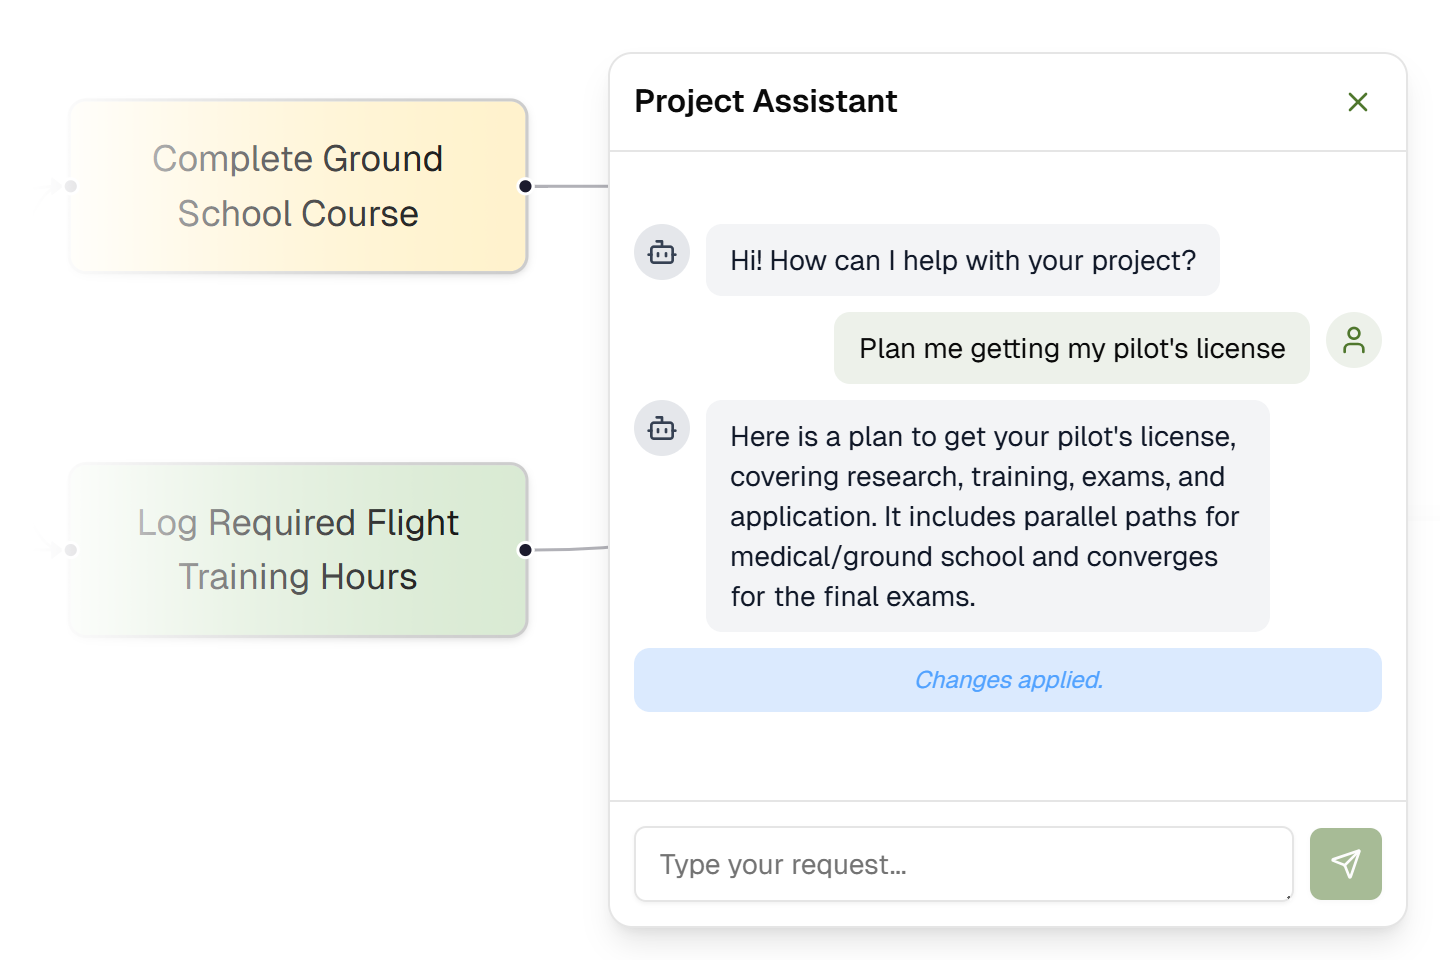 Complete Ground
School Course
Log Required Flight
Training Hours
Project Assistant
Hi! How can I help with your project?
Plan me getting my pilot's license
Here is a plan to get your pilot's license,
covering research, training, exams, and
application. It includes parallel paths for
medical/ground school and converges
for the final exams.
Changes applied.
Type your request...